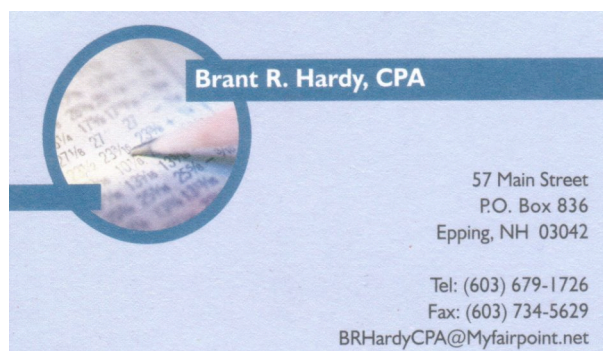 Brant R. Hardy, CPA
57 Main Street
P.O. Box 836
Epping, NH 03042
Tel: (603) 679-1726
Fax: (603) 734-5629
BRHardyCPA@Myfairpoint.net